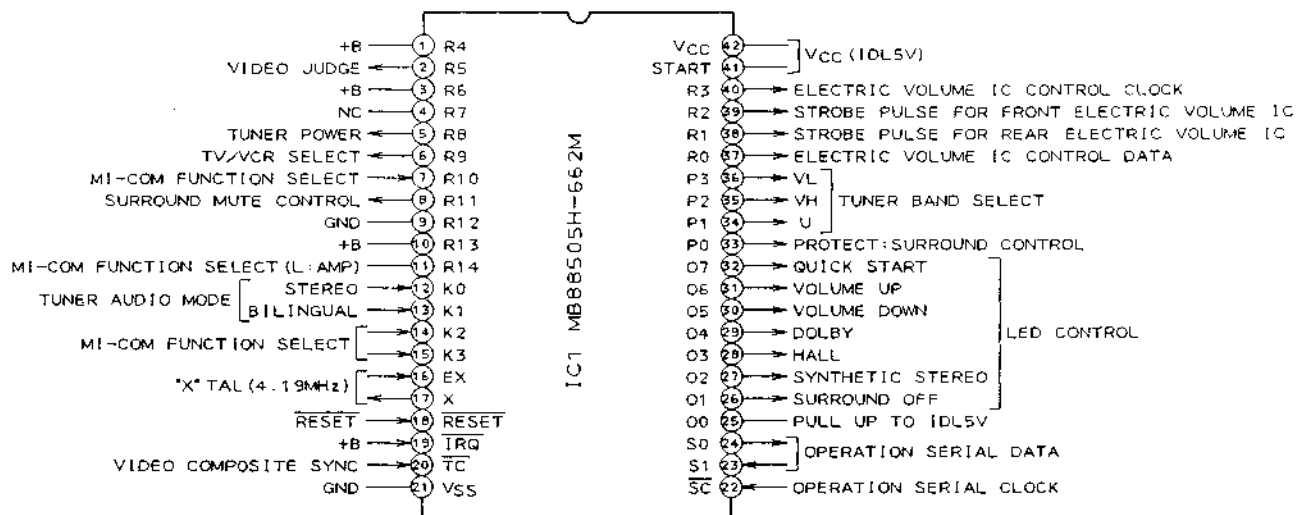 +B 1 R4
VIDEO JUDGE 2 R5
+B 3 R6
NC 4 R7
TUNER POWER 5 R8
TV/VCR SELECT 6 R9
MI-COM FUNCTION SELECT 7 R10
SURROUND MUTE CONTROL 8 R11
GND 9 R12
+B 10 R13
MI-COM FUNCTION SELECT (L:AMP) 11 R14
TUNER AUDIO MODE
STEREO 12 K0
BILINGUAL 13 K1
MI-COM FUNCTION SELECT
14 K2
15 K3
"X" TAL (4.19MHz)
16 EX
17 X
RESET 18 RESET
+B 19 IRQ
VIDEO COMPOSITE SYNC 20 TC
GND 21 VSS
IC1 MB88505H-662M
VCC 42
START 41
VCC (IDL5V)
R3 40 ELECTRIC VOLUME IC CONTROL CLOCK
R2 39 STROBE PULSE FOR FRONT ELECTRIC VOLUME IC
R1 38 STROBE PULSE FOR REAR ELECTRIC VOLUME IC
R0 37 ELECTRIC VOLUME IC CONTROL DATA
P3 36 VL
P2 35 VH
P1 34 U
TUNER BAND SELECT
P0 33 PROTECT:SURROUND CONTROL
O7 32 QUICK START
O6 31 VOLUME UP
O5 30 VOLUME DOWN
O4 29 DOLBY
O3 28 HALL
O2 27 SYNTHETIC STEREO
O1 26 SURROUND OFF
LED CONTROL
O0 25 PULL UP TO IDL5V
S0 24
S1 23
OPERATION SERIAL DATA
SC 22 OPERATION SERIAL CLOCK